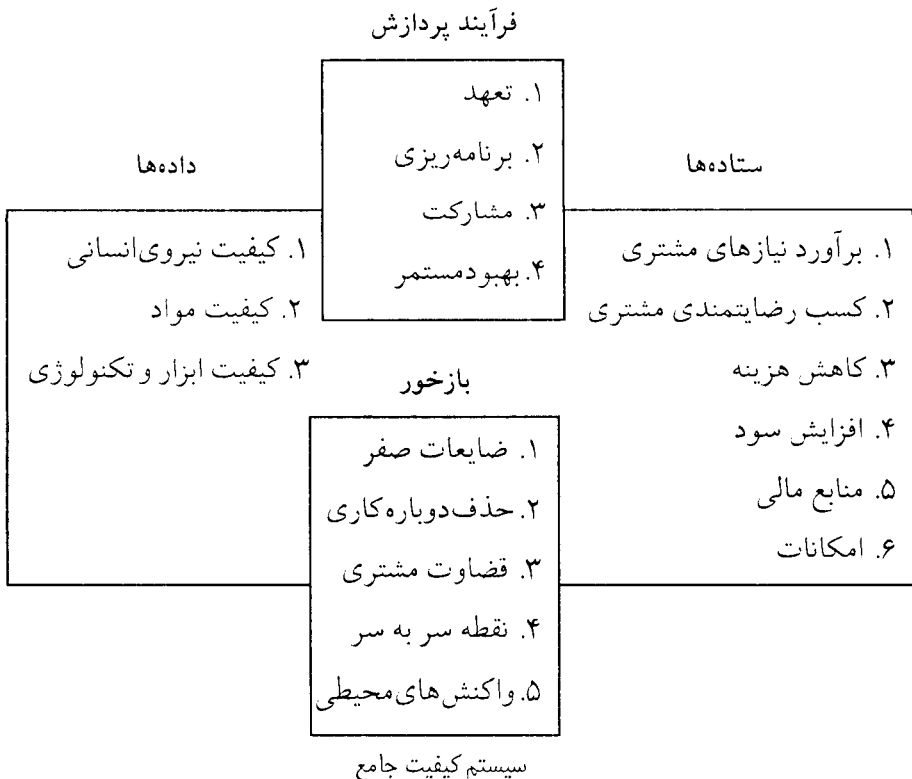 فرآیند پردازش
۱. تعهد
۲. برنامه‌ریزی
۳. مشارکت
۴. بهبودمستمر
ستاده‌ها
۱. برآورد نیازهای مشتری
۲. کسب رضایتمندی مشتری
۳. کاهش هزینه
۴. افزایش سود
۵. منابع مالی
۶. امکانات
داده‌ها
۱. کیفیت نیروی‌انسانی
۲. کیفیت مواد
۳. کیفیت ابزار و تکنولوژی
بازخور
۱. ضایعات صفر
۲. حذف‌دوباره‌کاری
۳. قضاوت مشتری
۴. نقطه سر به سر
۵. واکنش‌های‌محیطی
سیستم کیفیت جامع